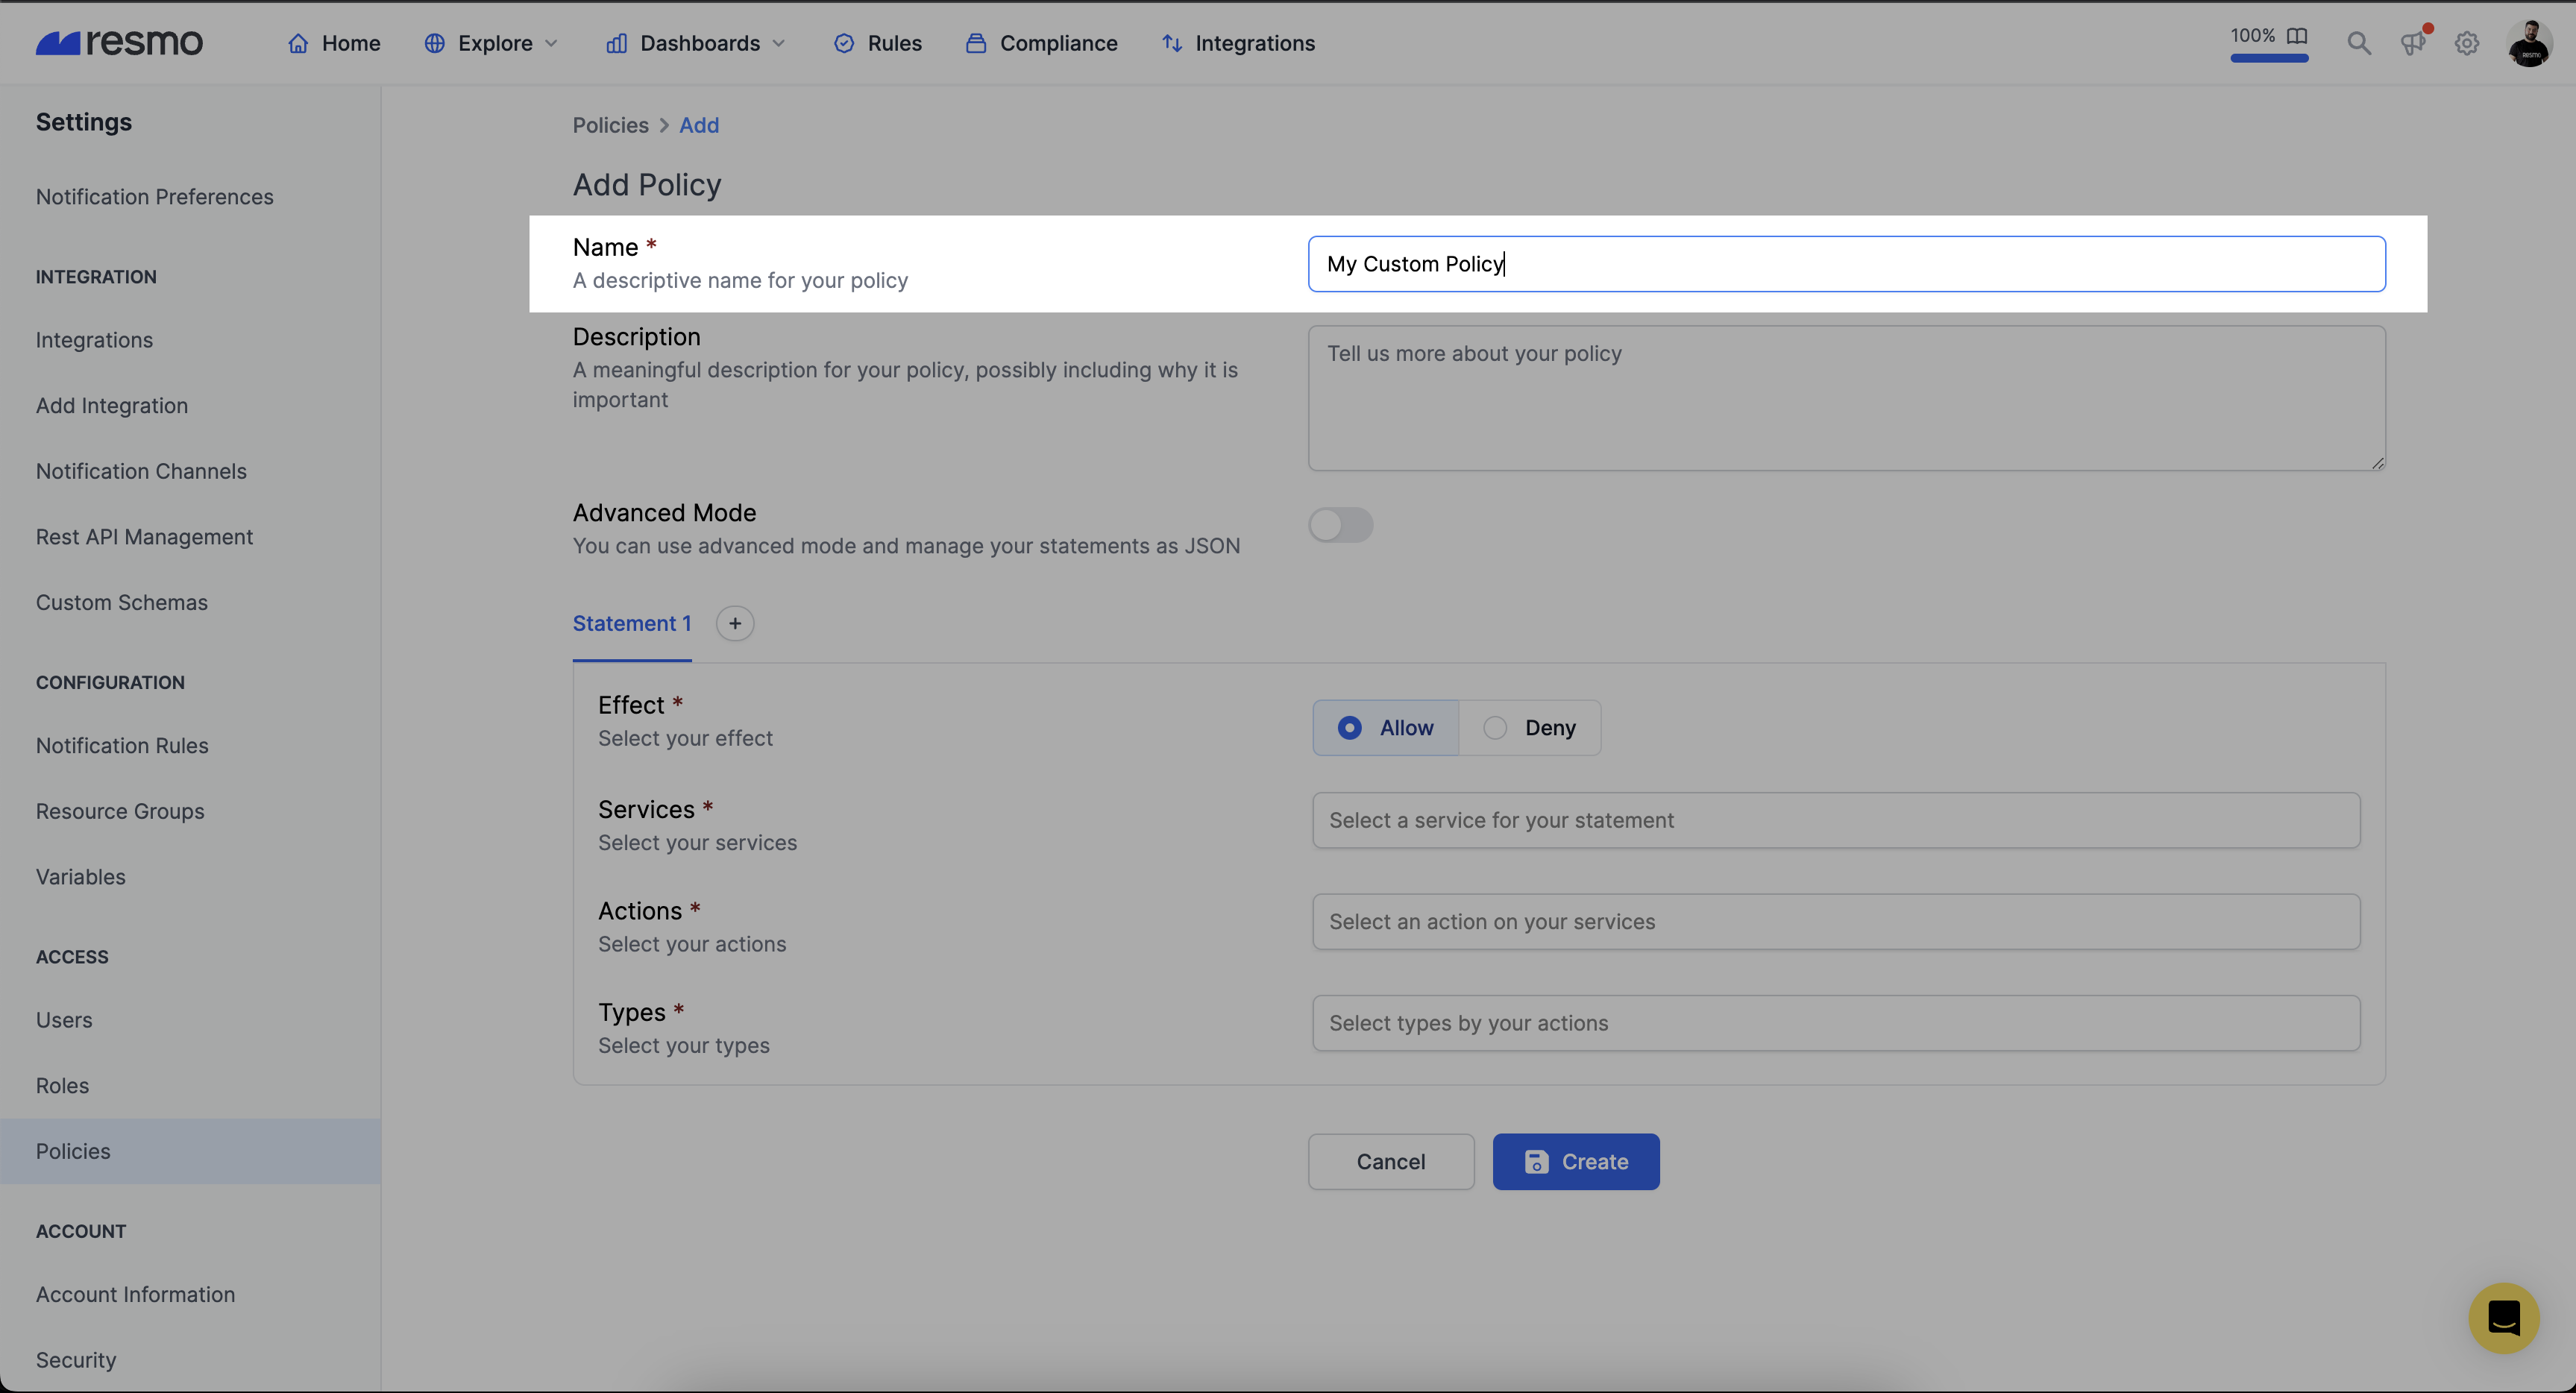 resmo
Home
Explore
Dashboards
Rules
Compliance
Integrations
100%
Settings
Notification Preferences
INTEGRATION
Integrations
Add Integration
Notification Channels
Rest API Management
Custom Schemas
CONFIGURATION
Notification Rules
Resource Groups
Variables
ACCESS
Users
Roles
Policies
ACCOUNT
Account Information
Security
Policies > Add
Add Policy
Name *
A descriptive name for your policy
My Custom Policy
Description
A meaningful description for your policy, possibly including why it is
important
Tell us more about your policy
Advanced Mode
You can use advanced mode and manage your statements as JSON
Statement 1 +
Effect *
Select your effect
Allow
Deny
Services *
Select your services
Select a service for your statement
Actions *
Select your actions
Select an action on your services
Types *
Select your types
Select types by your actions
Cancel
Create